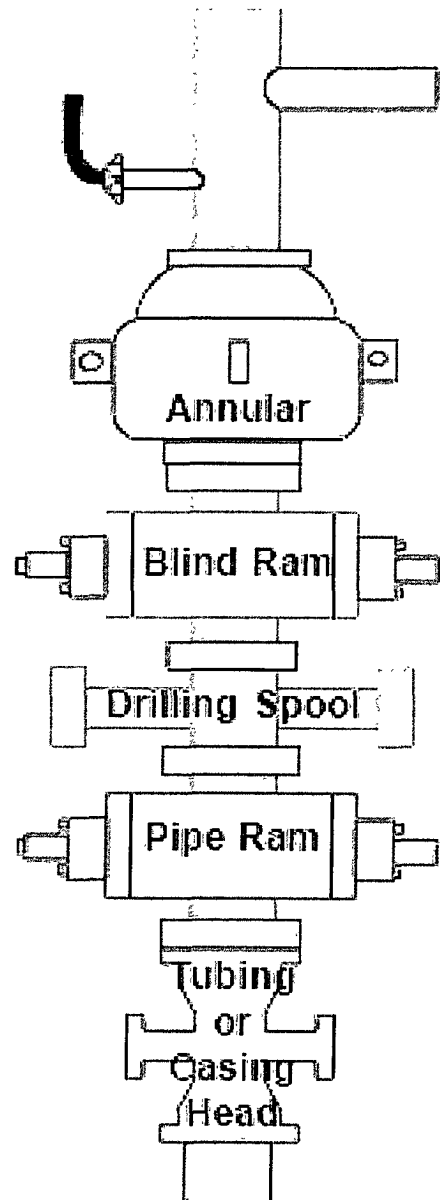 Annular
Blind Ram
Drilling Spool
Pipe Ram
Tubing
or
Casing
Head